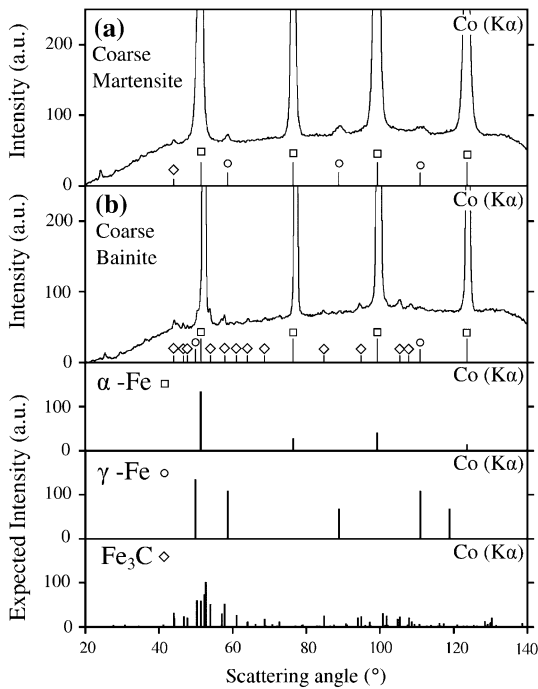 (a)
Co (Kα)
Coarse
Martensite
Intensity (a.u.)
200
100
0
(b)
Co (Kα)
Coarse
Bainite
Intensity (a.u.)
200
100
50
0
α -Fe
Co (Kα)
100
0
γ -Fe
Co (Kα)
100
0
Fe3C
Co (Kα)
100
0
Expected Intensity (a.u.)
20 40 60 80 100 120 140
Scattering angle (°)